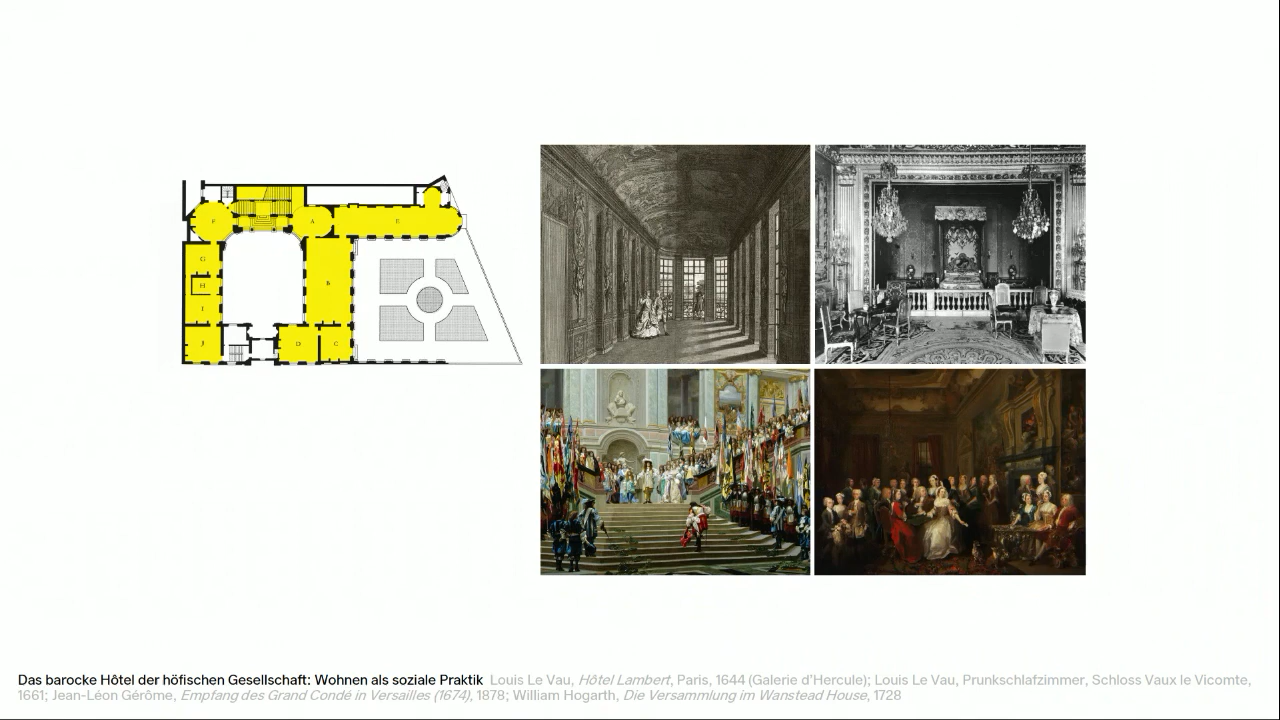 F
A
E
G
B
H
I
J
D
C
Das barocke Hôtel der höfischen Gesellschaft: Wohnen als soziale Praktik Louis Le Vau, Hôtel Lambert, Paris, 1644 (Galerie d'Hercule); Louis Le Vau, Prunkschlafzimmer, Schloss Vaux le Vicomte,
1661; Jean-Léon Gérôme, Empfang des Grand Condé in Versailles (1674), 1878; William Hogarth, Die Versammlung im Wanstead House, 1728